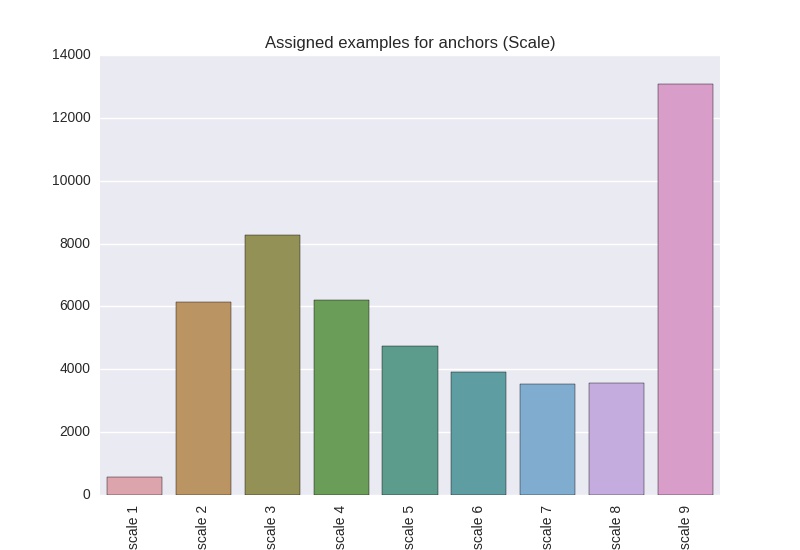 Assigned examples for anchors (Scale)
14000
12000
10000
8000
6000
4000
2000
0
scale 1
scale 2
scale 3
scale 4
scale 5
scale 6
scale 7
scale 8
scale 9